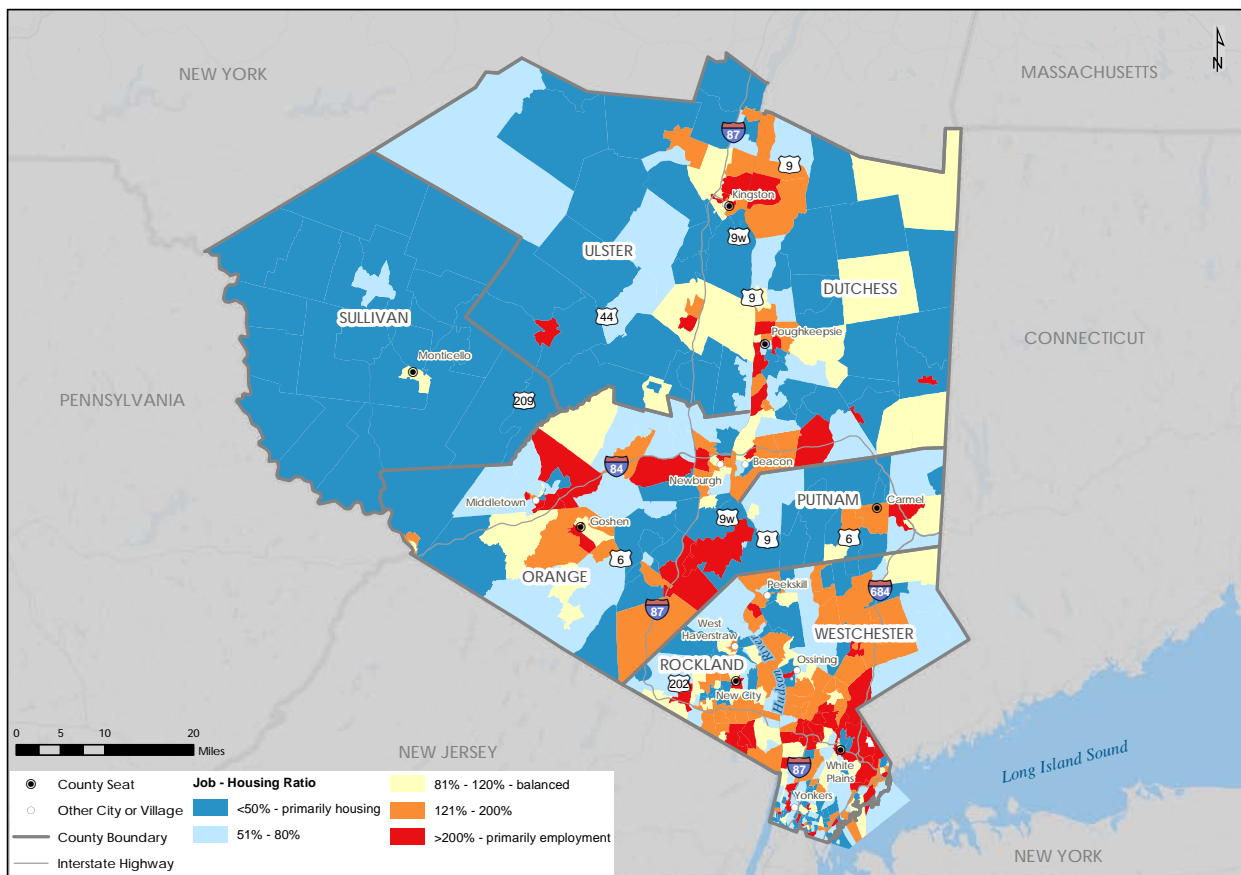 NEW YORK
MASSACHUSETTS
N
87
9
Kingston
9w
ULSTER
DUTCHESS
9
44
SULLIVAN
Poughkeepsie
CONNECTICUT
Monticello
PENNSYLVANIA
209
84
Beacon
Newburgh
Middletown
PUTNAM
Carmel
9w
Goshen
9
6
6
ORANGE
Peekskill
684
87
West
Haverstraw
WESTCHESTER
River
ROCKLAND
Ossining
202
New City
Hudson
0 5 10 20
Miles
NEW JERSEY
Long Island Sound
White
Plains
87
Yonkers
NEW YORK
County Seat
Other City or Village
County Boundary
Interstate Highway
Job - Housing Ratio
<50% - primarily housing
51% - 80%
81% - 120% - balanced
121% - 200%
>200% - primarily employment